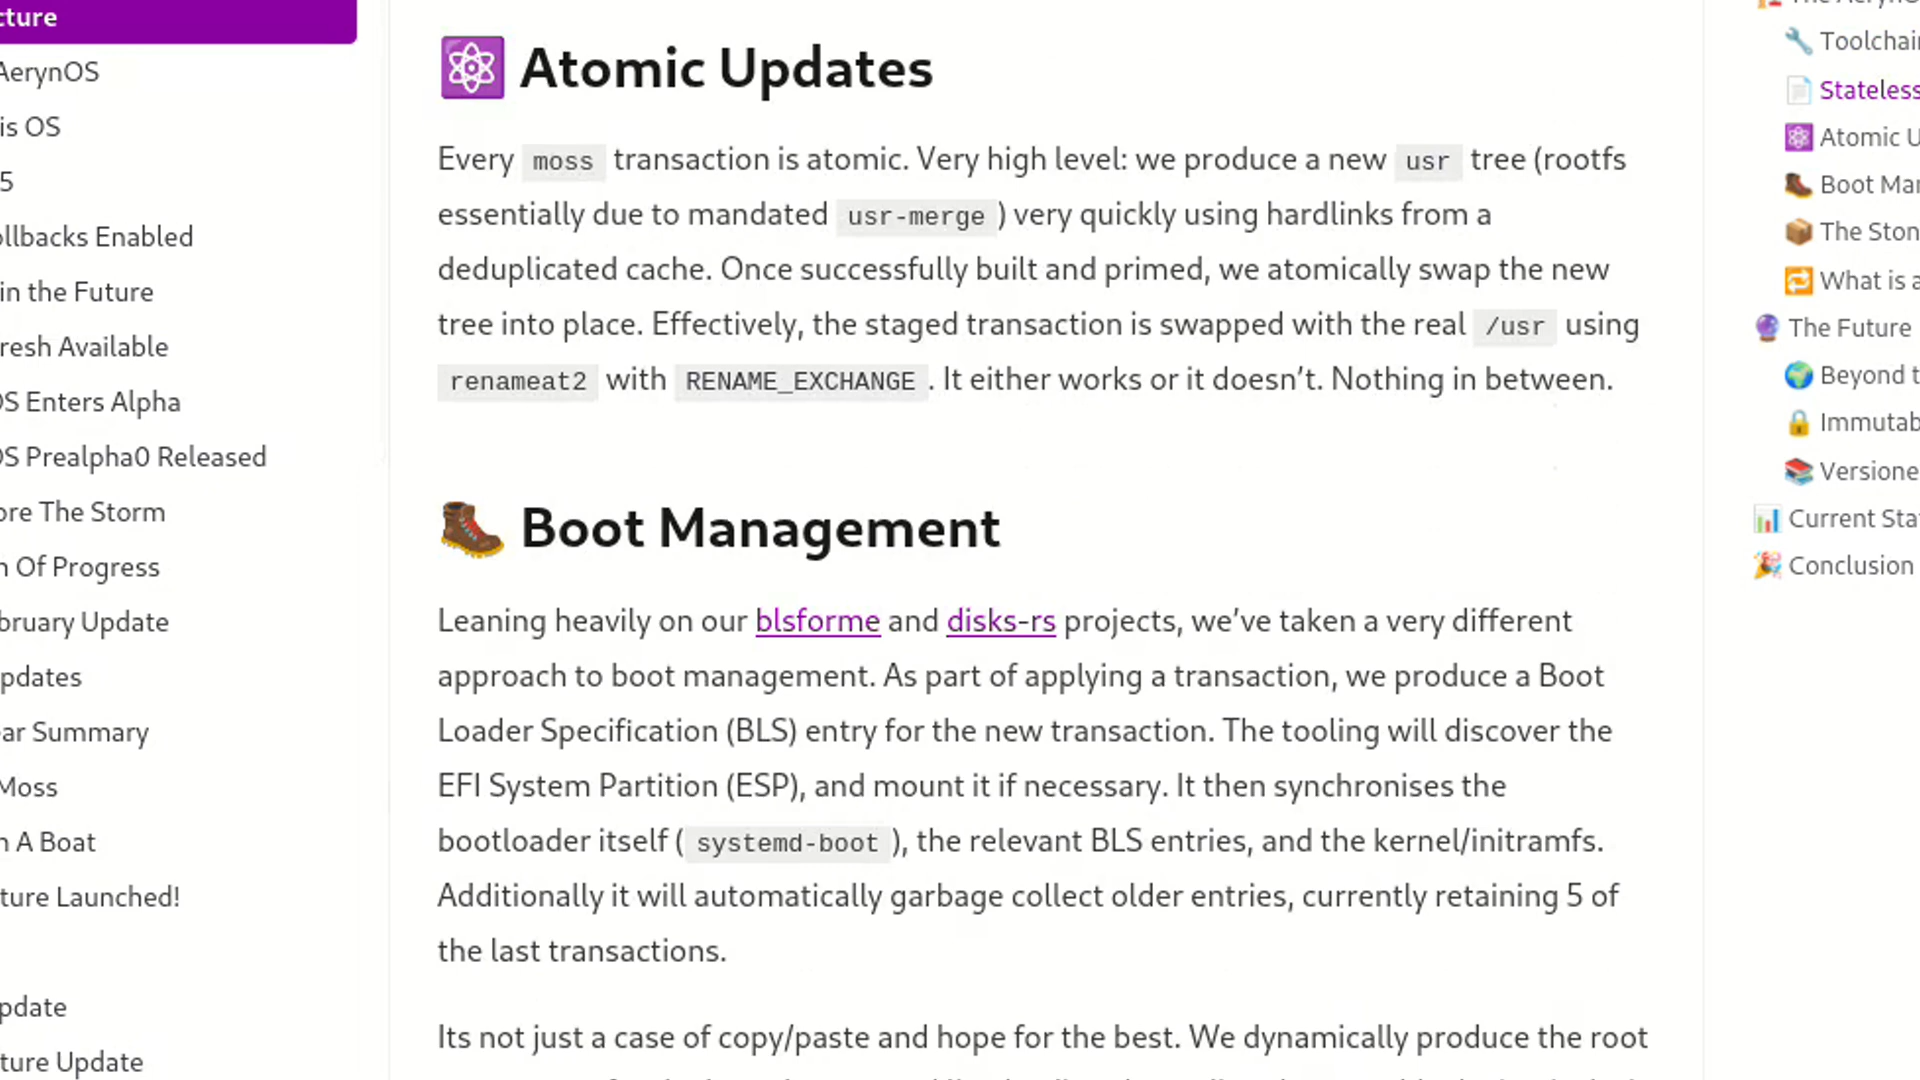 cture
AerynOS
is OS
5
ollbacks Enabled
in the Future
resh Available
OS Enters Alpha
OS Prealpha0 Released
ore The Storm
n Of Progress
bruary Update
pdates
ar Summary
Moss
n A Boat
ture Launched!
pdate
ture Update
Atomic Updates
Every moss transaction is atomic. Very high level: we produce a new usr tree (rootfs
essentially due to mandated usr-merge ) very quickly using hardlinks from a
deduplicated cache. Once successfully built and primed, we atomically swap the new
tree into place. Effectively, the staged transaction is swapped with the real /usr using
renameat2 with RENAME_EXCHANGE . It either works or it doesn’t. Nothing in between.
Boot Management
Leaning heavily on our blsforme and disks-rs projects, we’ve taken a very different
approach to boot management. As part of applying a transaction, we produce a Boot
Loader Specification (BLS) entry for the new transaction. The tooling will discover the
EFI System Partition (ESP), and mount it if necessary. It then synchronises the
bootloader itself ( systemd-boot ), the relevant BLS entries, and the kernel/initramfs.
Additionally it will automatically garbage collect older entries, currently retaining 5 of
the last transactions.
Its not just a case of copy/paste and hope for the best. We dynamically produce the root
The AerynO
Toolchai
Stateless
Atomic U
Boot Mar
The Ston
What is a
The Future
Beyond t
Immutab
Versione
Current Sta
Conclusion